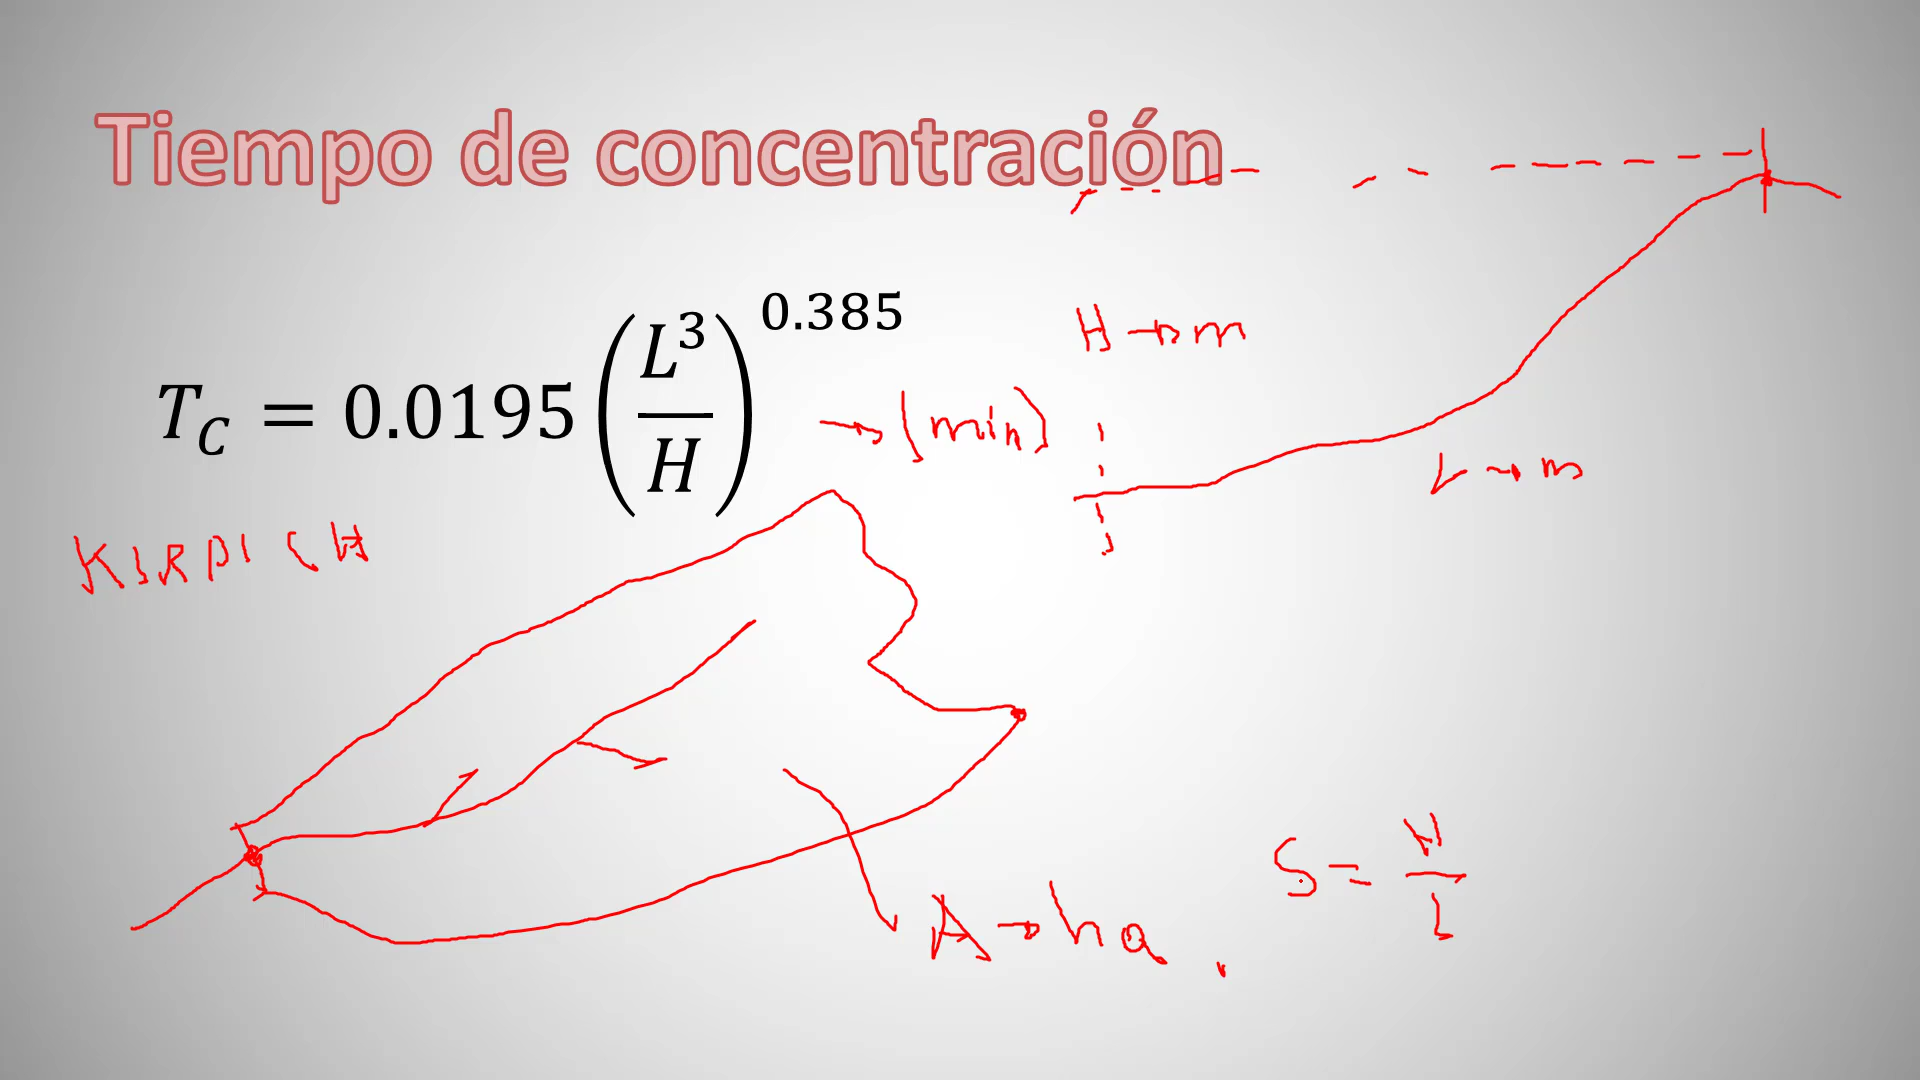 Tiempo de concentración
T_C = 0.0195 (L^3/H)^0.385
→ (min)
H → m
L → m
KIRPICH
A → ha.
S = H/L